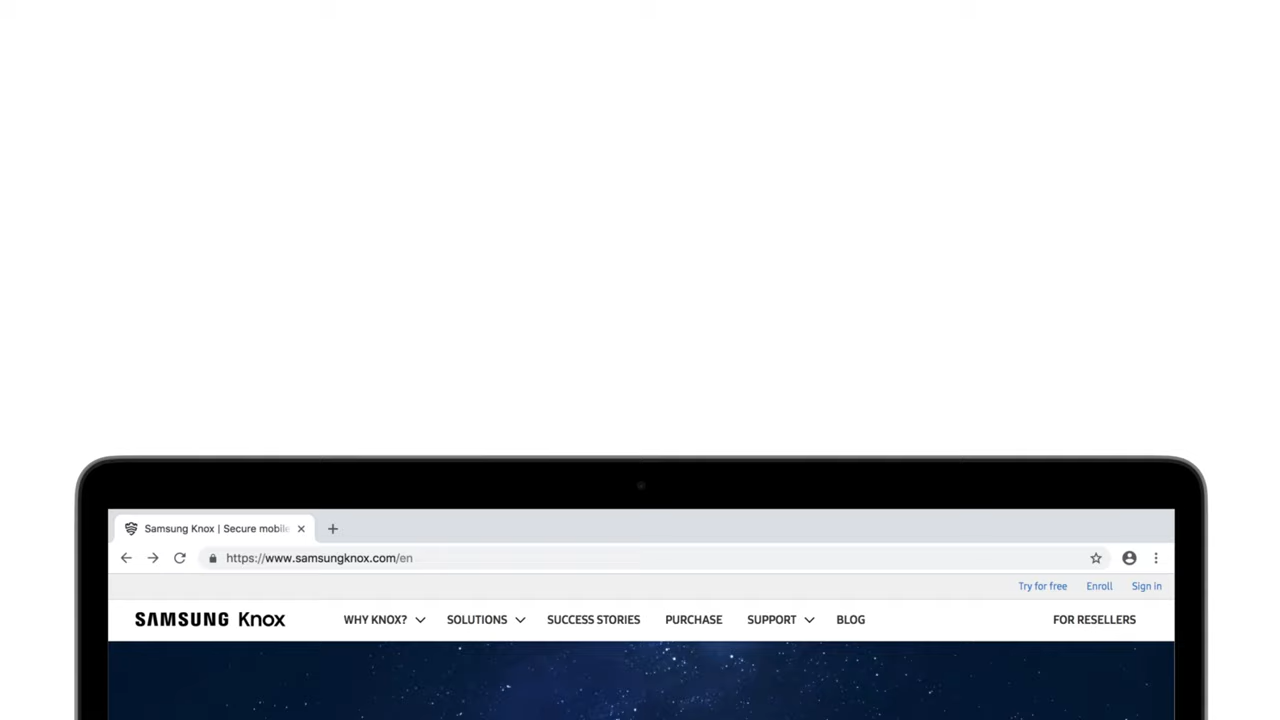 Samsung Knox | Secure mobile
https://www.samsungknox.com/en
Try for free Enroll Sign in
SAMSUNG Knox WHY KNOX? SOLUTIONS SUCCESS STORIES PURCHASE SUPPORT BLOG FOR RESELLERS